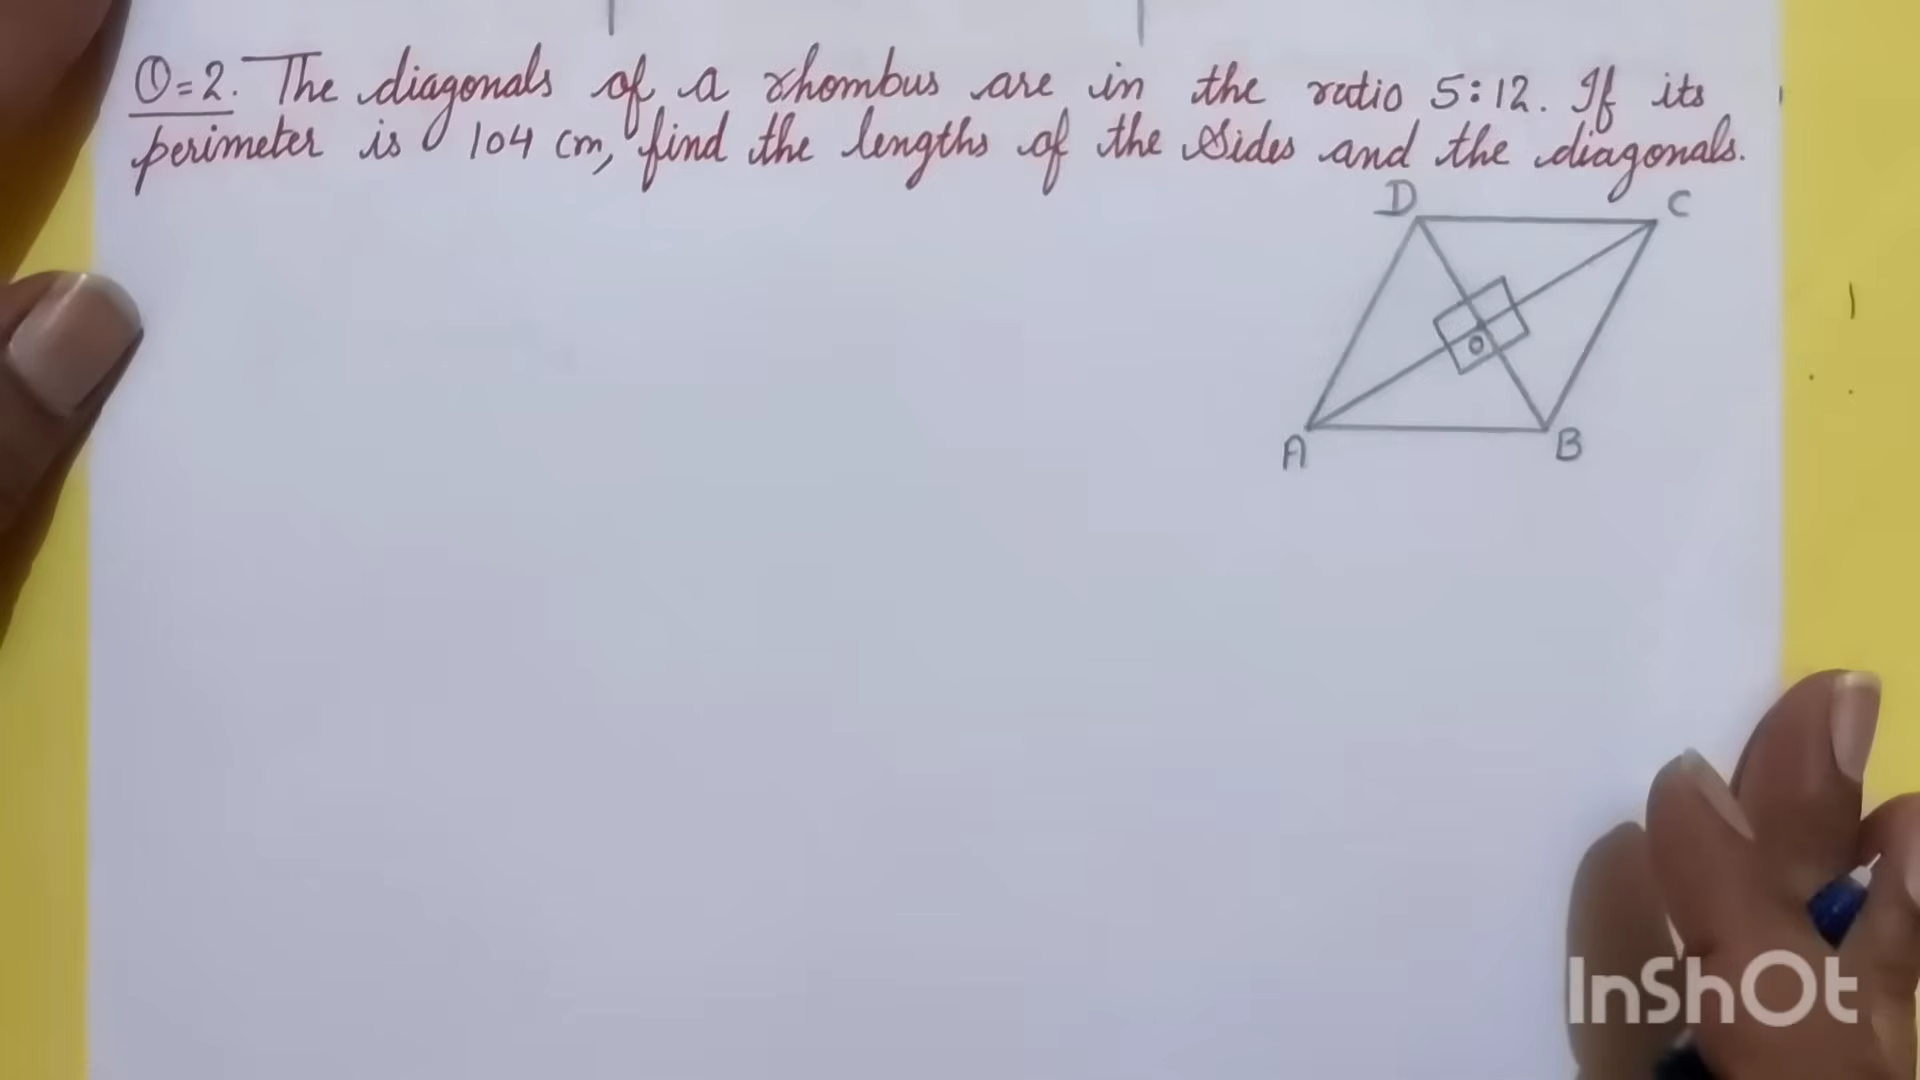 Q=2. The diagonals of a rhombus are in the ratio 5:12. If its
perimeter is 104 cm, find the lengths of the sides and the diagonals.
D
C
O
A
B
InShOt